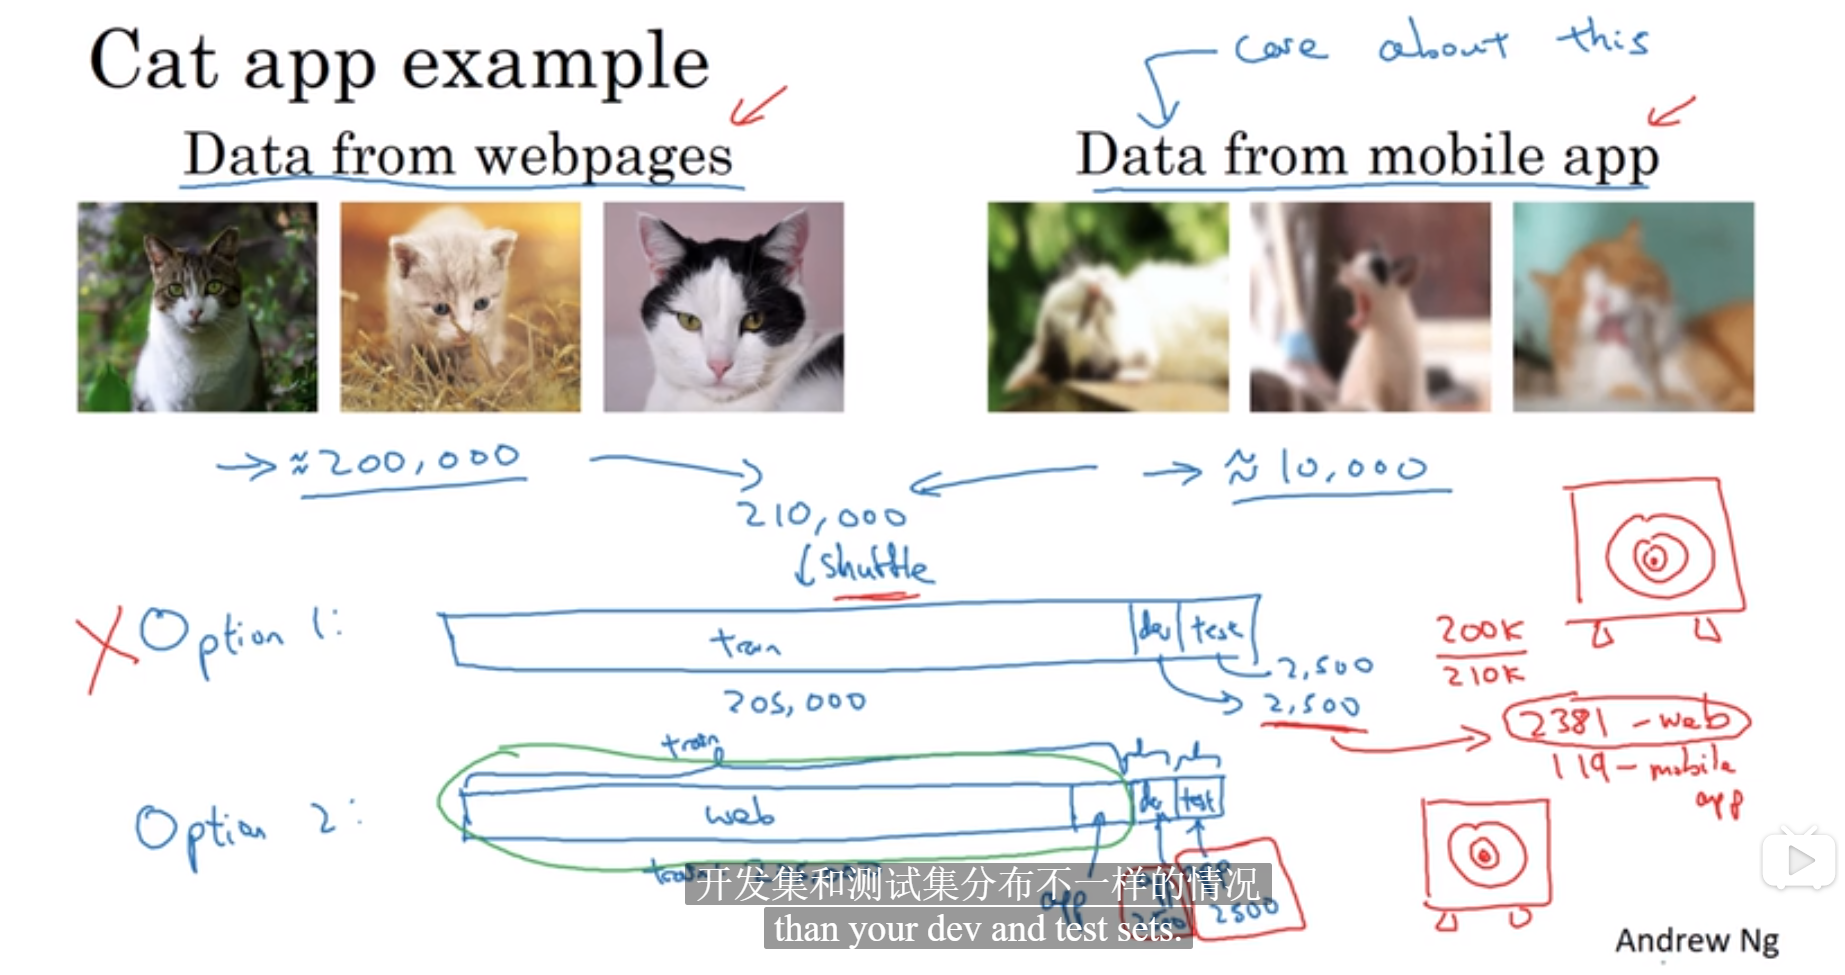 Cat app example
care about this
Data from webpages
Data from mobile app
≈200,000
≈10,000
210,000
shuffle
Option 1:
train
dev
test
2,500
2,500
205,000
200K
210K
2381 - web
119 - mobile
app
train
Option 2:
web
dev
test
app
2500
2500
开发集和测试集分布不一样的情况
than your dev and test sets.
Andrew Ng